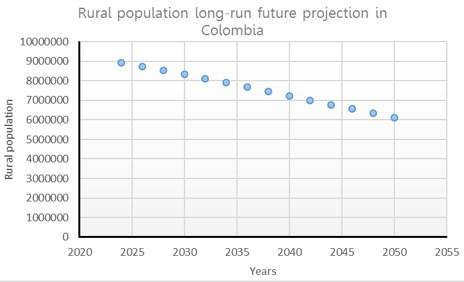 Rural population long-run future projection in
Colombia
10000000
9000000
8000000
7000000
6000000
5000000
4000000
3000000
2000000
1000000
0
Rural population
2020 2025 2030 2035 2040 2045 2050 2055
Years